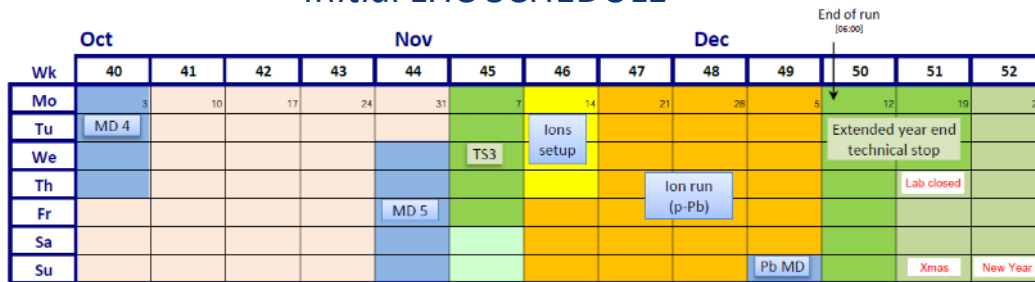 Initial LHC SCHEDULE
End of run
[06:00]
Oct Nov Dec
Wk 40 41 42 43 44 45 46 47 48 49 50 51 52
Mo 3 10 17 24 31 7 14 21 28 5 12 19
Tu MD 4 Ions Extended year end
We TS3 setup technical stop
Th Ion run Lab closed
Fr MD 5 (p-Pb)
Sa
Su Pb MD Xmas New Year